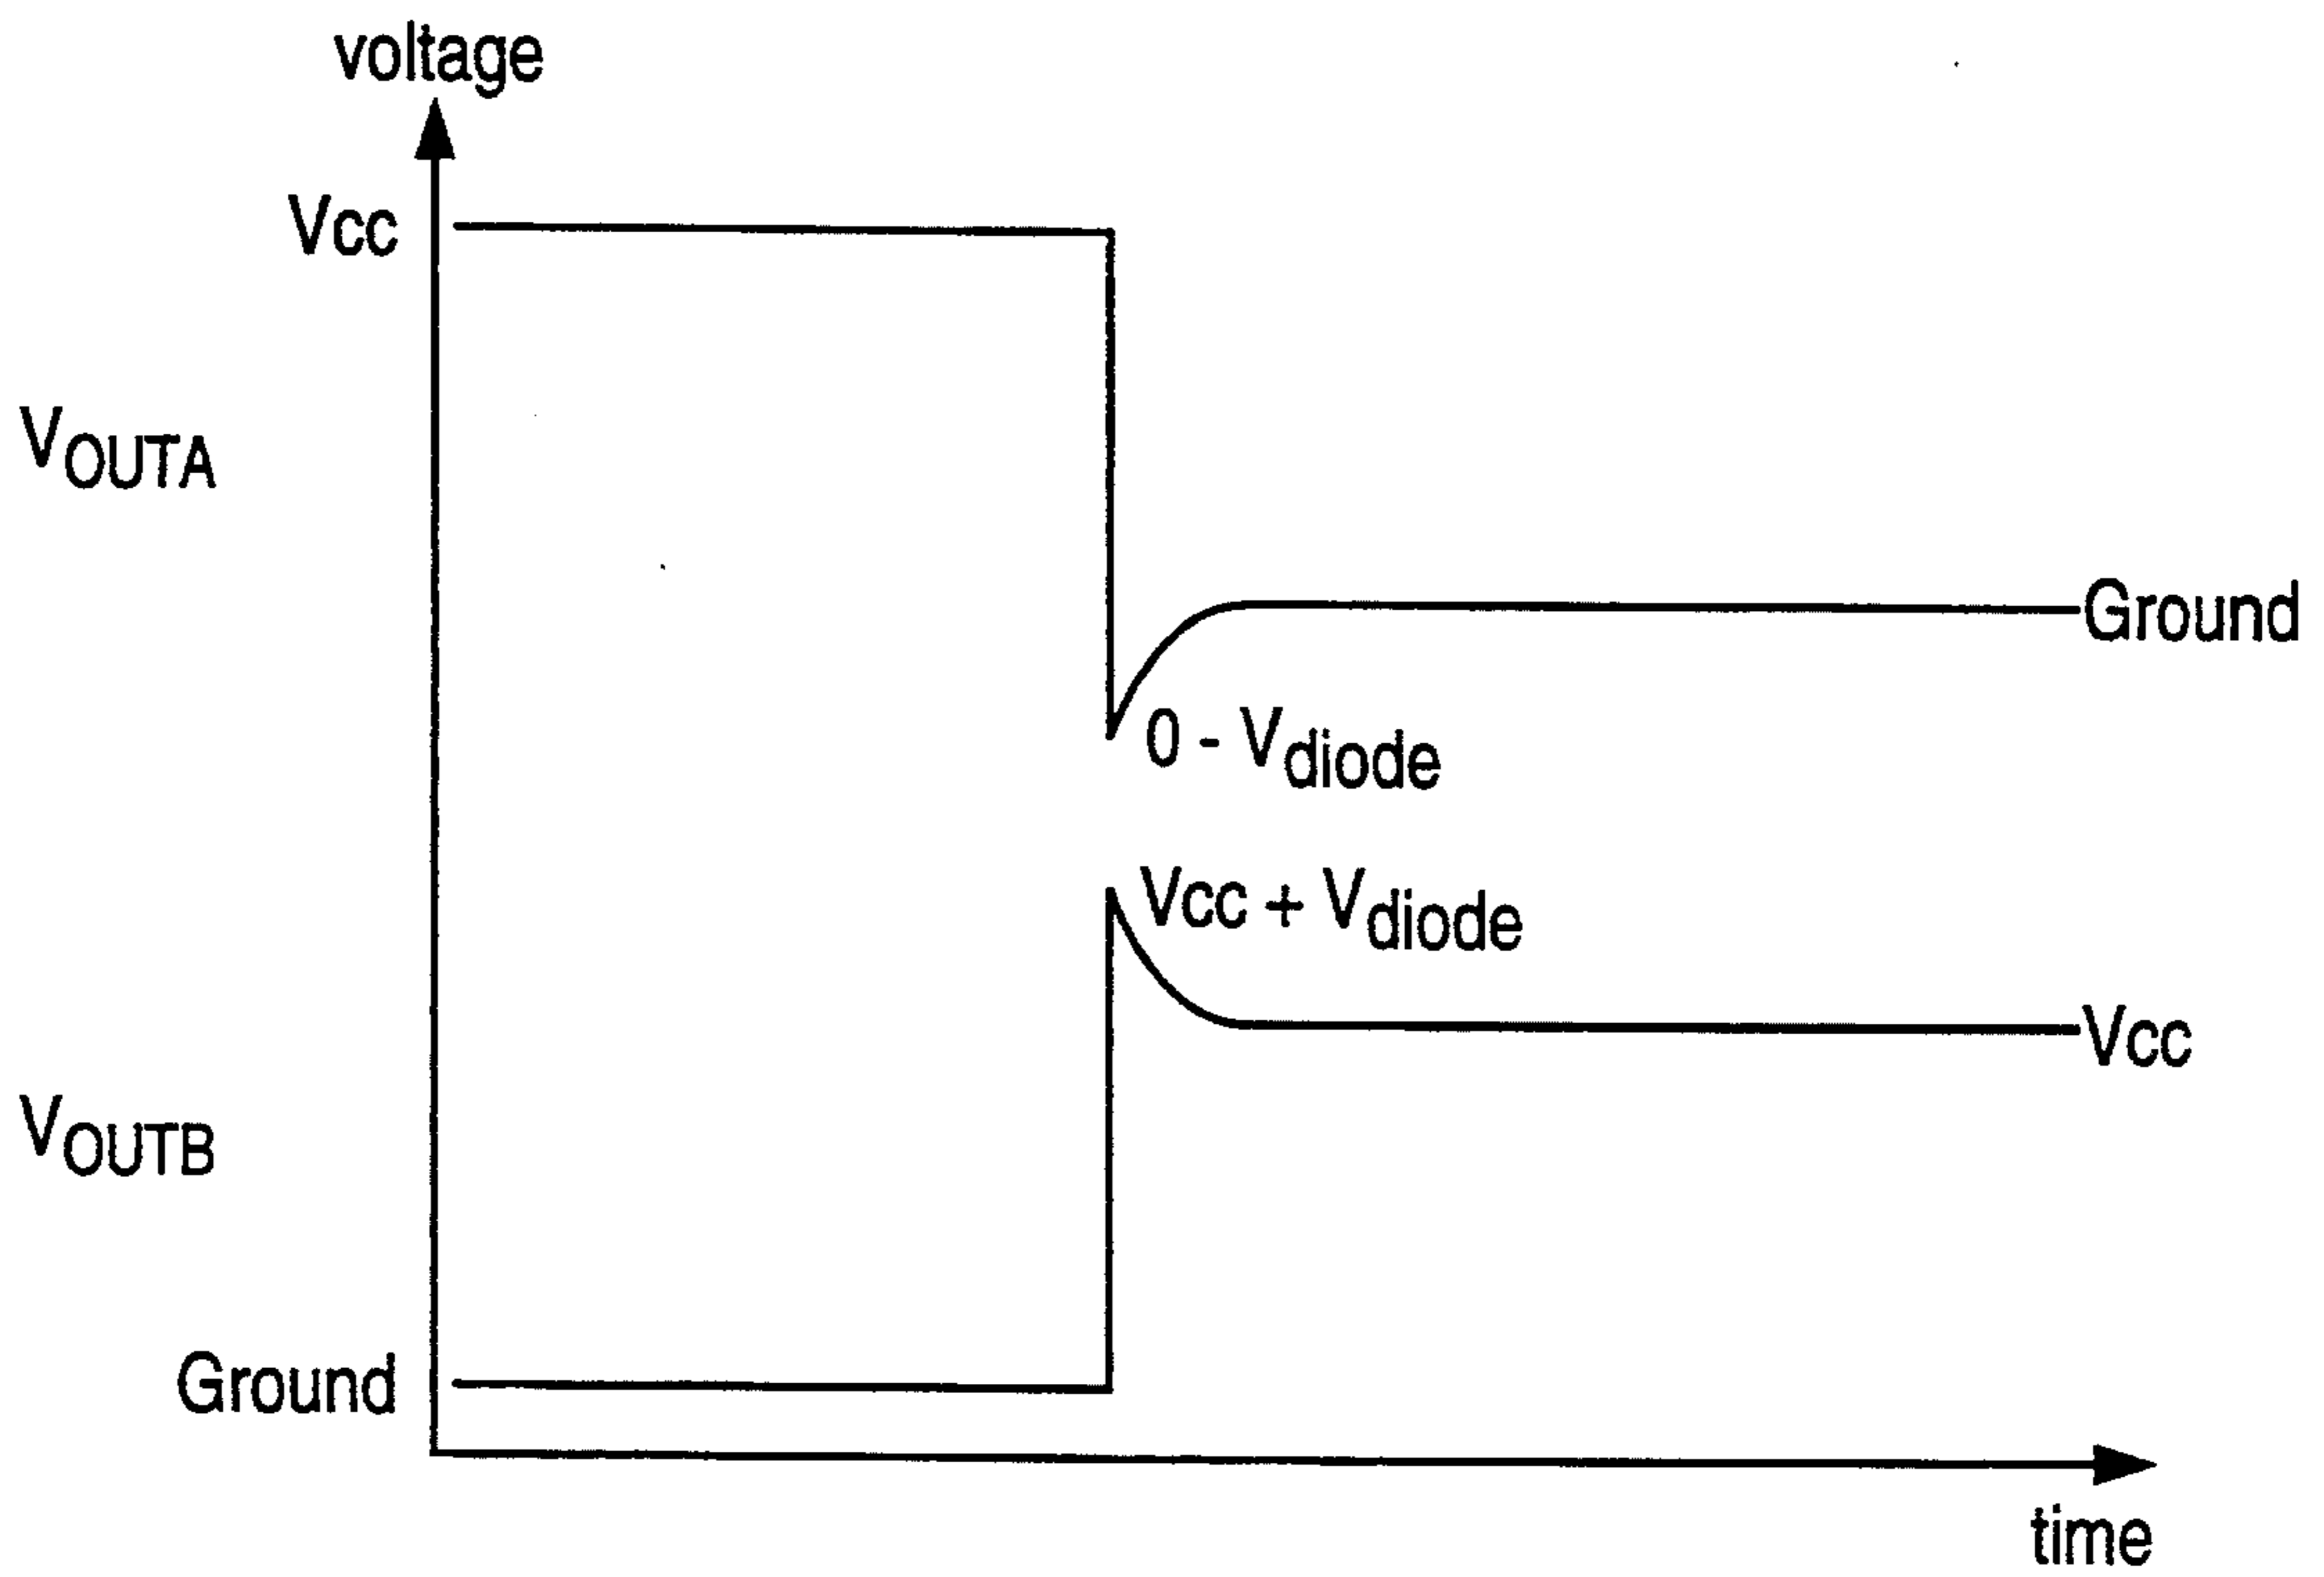 voltage
Vcc
VOUTA
Ground
0 - Vdiode
Vcc + Vdiode
Vcc
VOUTB
Ground
time